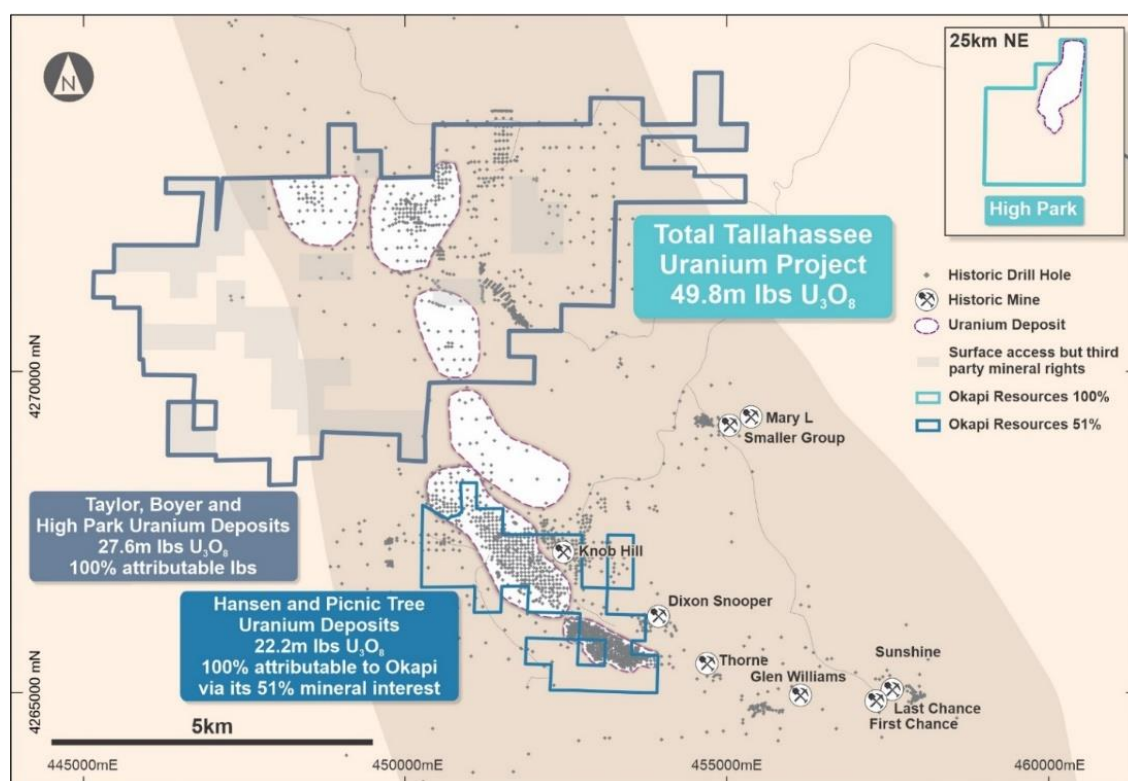 25km NE
High Park
N
Total Tallahassee
Uranium Project
49.8m lbs U₃O₈
Historic Drill Hole
Historic Mine
Uranium Deposit
Surface access but third
party mineral rights
Okapi Resources 100%
Okapi Resources 51%
4270000 mN
Mary L
Smaller Group
Taylor, Boyer and
High Park Uranium Deposits
27.6m lbs U₃O₈
100% attributable lbs
Knob Hill
Hansen and Picnic Tree
Uranium Deposits
22.2m lbs U₃O₈
100% attributable to Okapi
via its 51% mineral interest
Dixon Snooper
Thorne
Glen Williams
Sunshine
Last Chance
First Chance
4265000 mN
5km
445000mE
450000mE
455000mE
460000mE